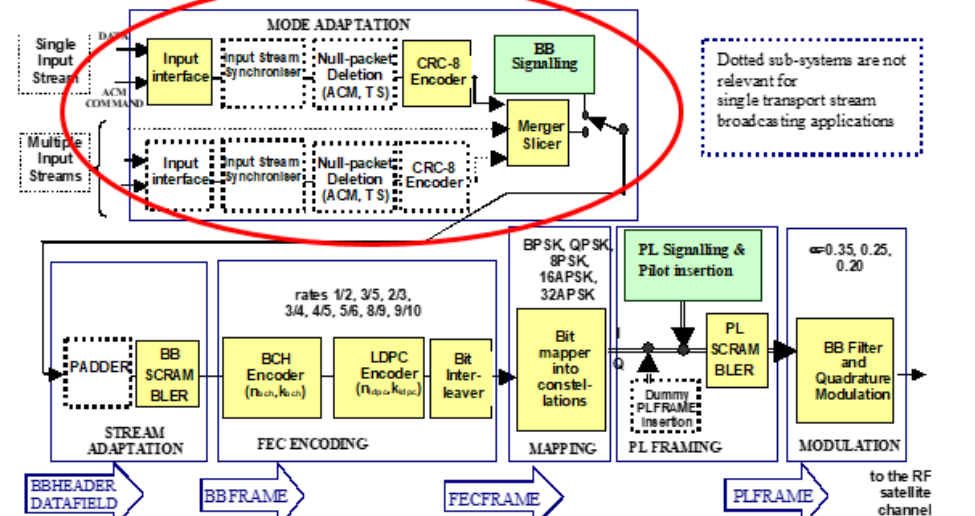 MODE ADAPTATION
Single
Input
Stream
DATA
ACM
COMMAND
Input
interface
Input Stream
Synchroniser
Null-packet
Deletion
(ACM, TS)
CRC-8
Encoder
BB
Signalling
Merger
Slicer
Multiple
Input
Streams
Input
interface
Input Stream
Synchroniser
Null-packet
Deletion
(ACM, TS)
CRC-8
Encoder
Dotted sub-systems are not
relevant for
single transport stream
broadcasting applications
PADDER
BB
SCRAM
BLER
STREAM
ADAPTATION
rates 1/2, 3/5, 2/3,
3/4, 4/5, 5/6, 8/9, 9/10
BCH
Encoder
(nbch,kbch)
LDPC
Encoder
(nldpc,kldpc)
Bit
Inter-
leaver
FEC ENCODING
BPSK, QPSK,
8PSK,
16APSK,
32APSK
Bit
mapper
into
constel-
lations
MAPPING
I
Q
PL Signalling &
Pilot insertion
PL
SCRAM
BLER
Dummy
PLFRAME
Insertion
PL FRAMING
α=0.35, 0.25,
0.20
BB Filter
and
Quadrature
Modulation
MODULATION
BBHEADER
DATAFIELD
BBFRAME
FECFRAME
PLFRAME
to the RF
satellite
channel